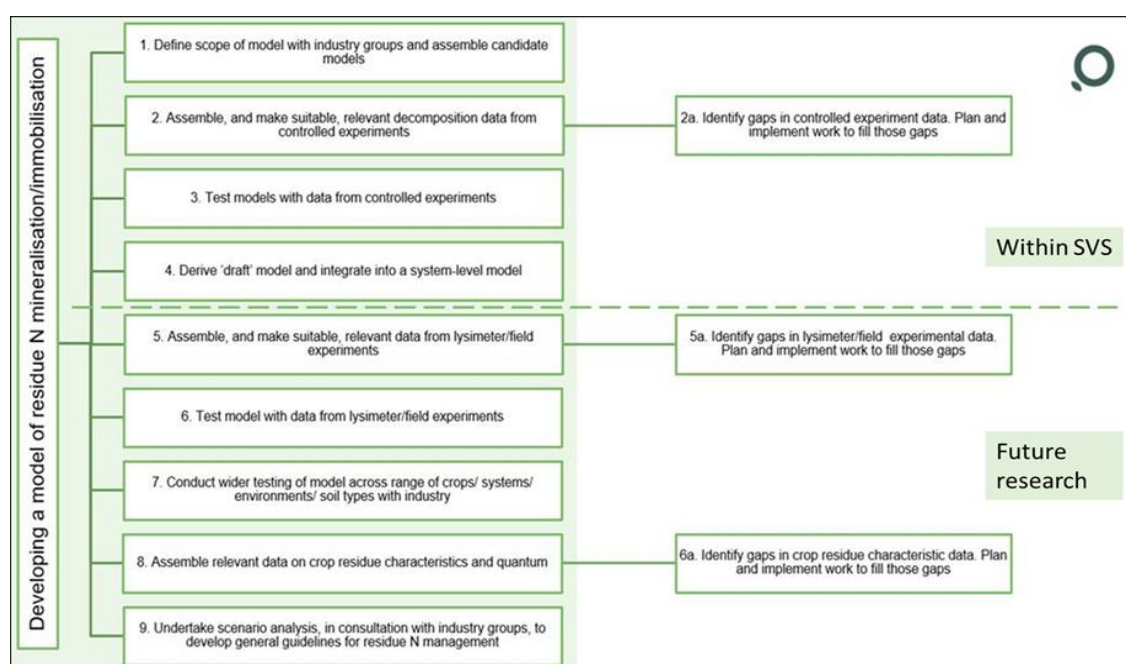 Developing a model of residue N mineralisation/immobilisation
1. Define scope of model with industry groups and assemble candidate
models
2. Assemble, and make suitable, relevant decomposition data from
controlled experiments
2a. Identify gaps in controlled experiment data. Plan and
implement work to fill those gaps
3. Test models with data from controlled experiments
4. Derive 'draft' model and integrate into a system-level model
Within SVS
5. Assemble, and make suitable, relevant data from lysimeter/field
experiments
5a. Identify gaps in lysimeter/field experimental data.
Plan and implement work to fill those gaps
6. Test model with data from lysimeter/field experiments
7. Conduct wider testing of model across range of crops/ systems/
environments/ soil types with industry
Future
research
8. Assemble relevant data on crop residue characteristics and quantum
6a. Identify gaps in crop residue characteristic data. Plan
and implement work to fill those gaps
9. Undertake scenario analysis, in consultation with industry groups, to
develop general guidelines for residue N management